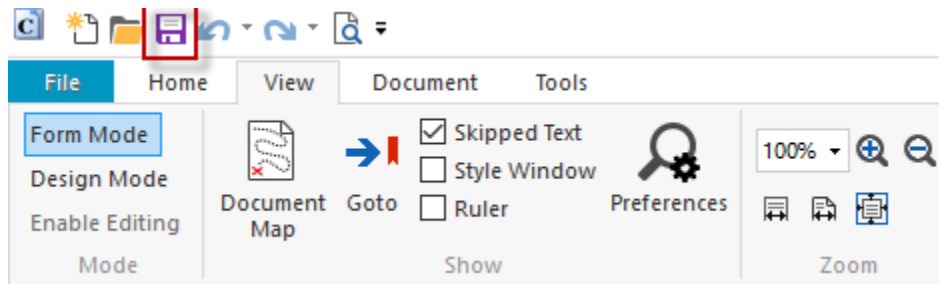 C
File Home View Document Tools
Form Mode
Design Mode
Enable Editing
Mode
Document
Map
Goto
Skipped Text
Style Window
Ruler
Preferences
Show
100%
Zoom